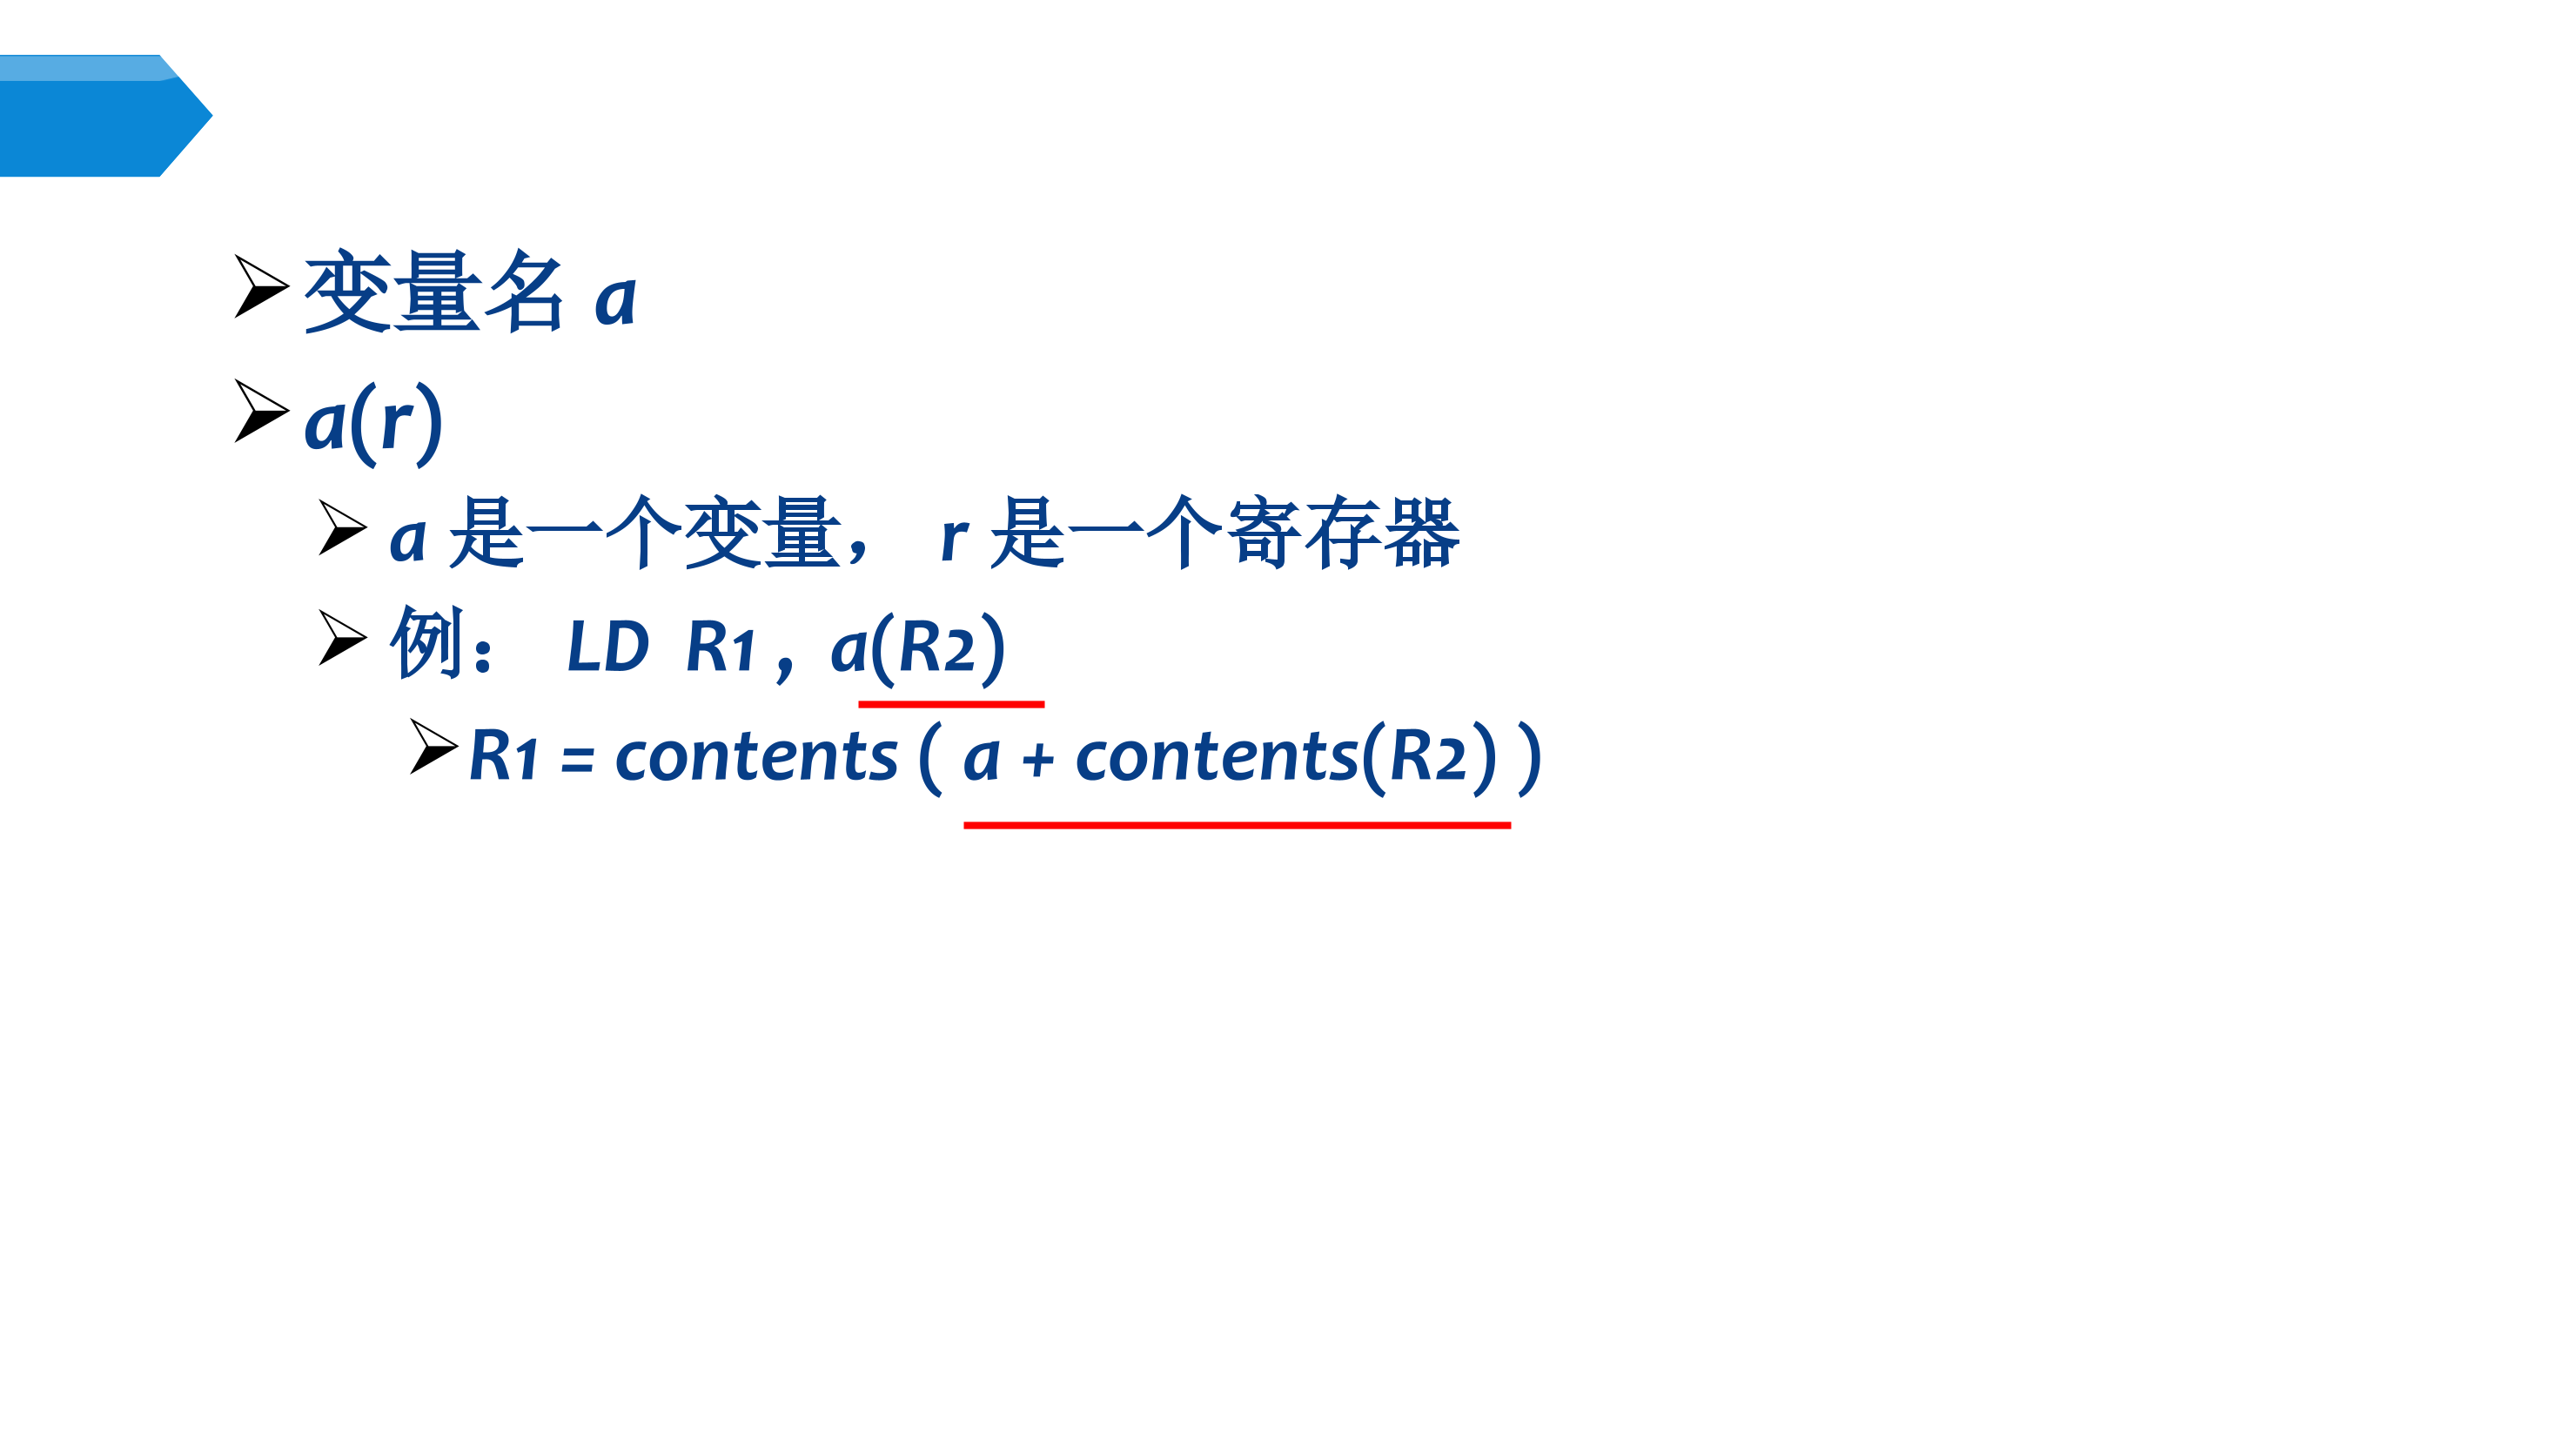 变量名 a
a(r)
a 是一个变量， r 是一个寄存器
例： LD R1 , a(R2)
R1 = contents ( a + contents(R2) )